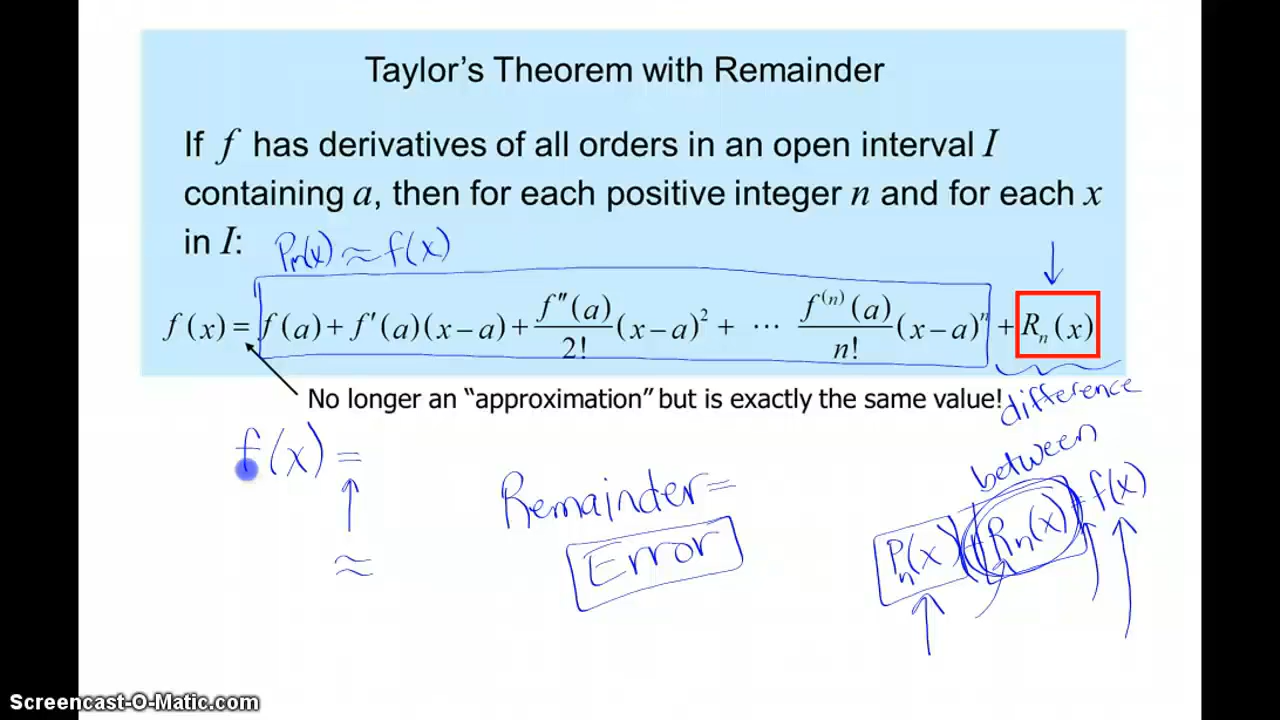 Taylor's Theorem with Remainder
If f has derivatives of all orders in an open interval I
containing a, then for each positive integer n and for each x
in I:
Pn(x) ≈ f(x)
f(x) = f(a) + f′(a)(x−a) + f″(a)/2! (x−a)² + ⋯ f⁽ⁿ⁾(a)/n! (x−a)ⁿ + Rₙ(x)
No longer an “approximation” but is exactly the same value!
difference
between
f(x) =
≈
Remainder =
Error
Pn(x) + Rn(x) = f(x)
Screencast-O-Matic.com